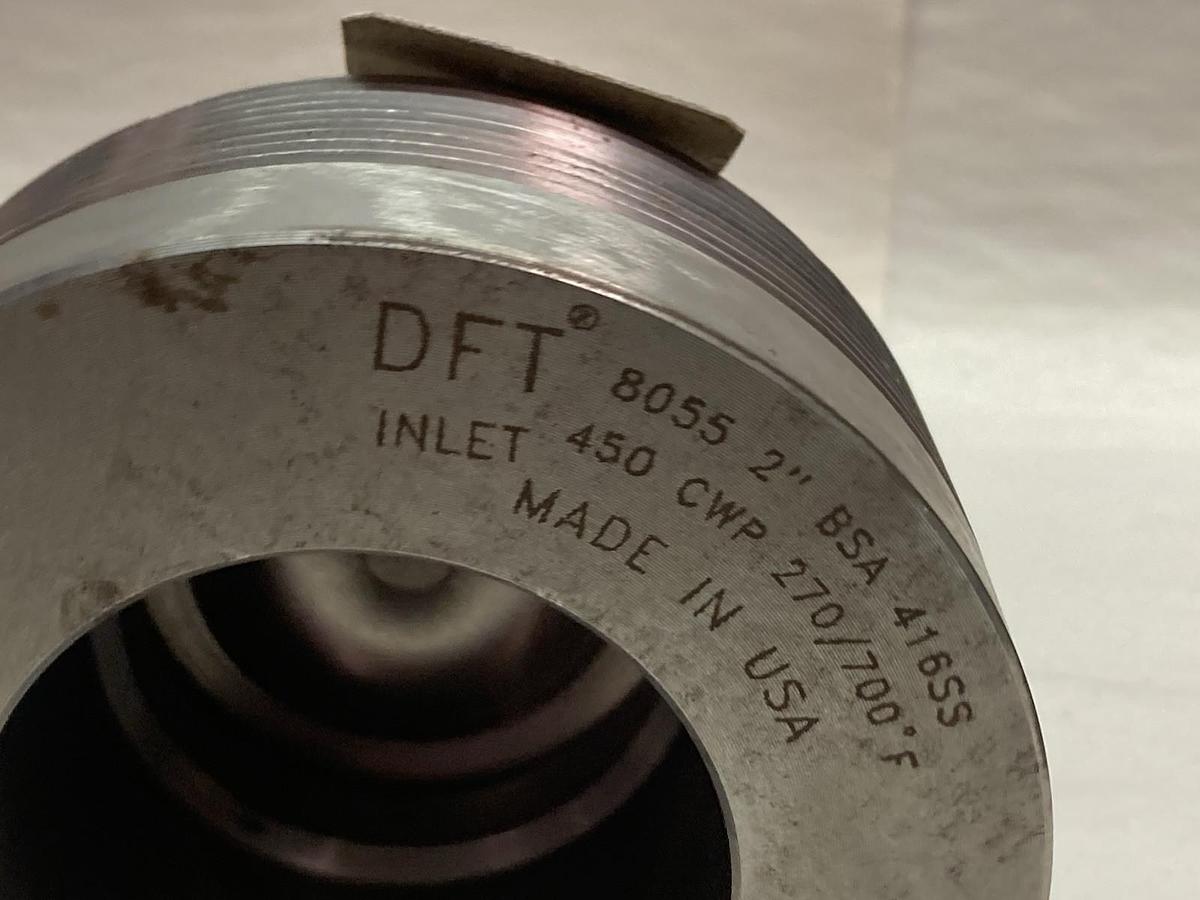 DFT® 8055 2" BSA 416SS
INLET 450 CWP 270/700°F
MADE IN USA